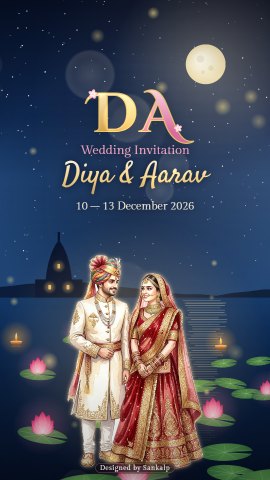 DA
Wedding Invitation
Diya & Aarav
10 — 13 December 2026
Designed by Sankalp